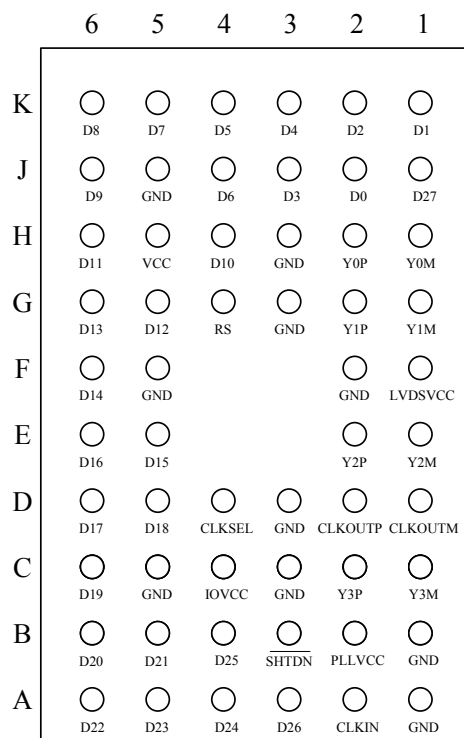 6 5 4 3 2 1
K
D8 D7 D5 D4 D2 D1
J
D9 GND D6 D3 D0 D27
H
D11 VCC D10 GND Y0P Y0M
G
D13 D12 RS GND Y1P Y1M
F
D14 GND GND LVDSVCC
E
D16 D15 Y2P Y2M
D
D17 D18 CLKSEL GND CLKOUTP CLKOUTM
C
D19 GND IOVCC GND Y3P Y3M
B
D20 D21 D25 SHTDN PLLVCC GND
A
D22 D23 D24 D26 CLKIN GND